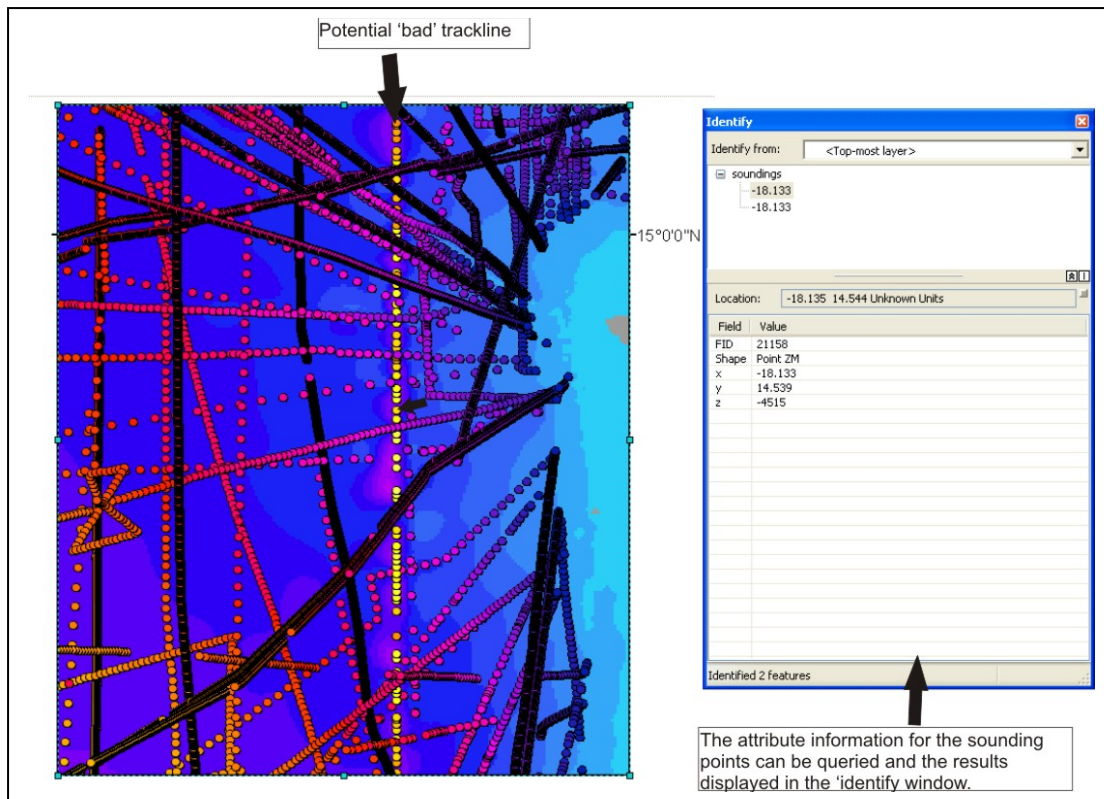 Potential ‘bad’ trackline
15°0'0"N
Identify
Identify from: <Top-most layer>
soundings
-18.133
-18.133
Location: -18.135 14.544 Unknown Units
Field Value
FID 21158
Shape Point ZM
x -18.133
y 14.539
z -4515
Identified 2 features
The attribute information for the sounding
points can be queried and the results
displayed in the ‘identify window.